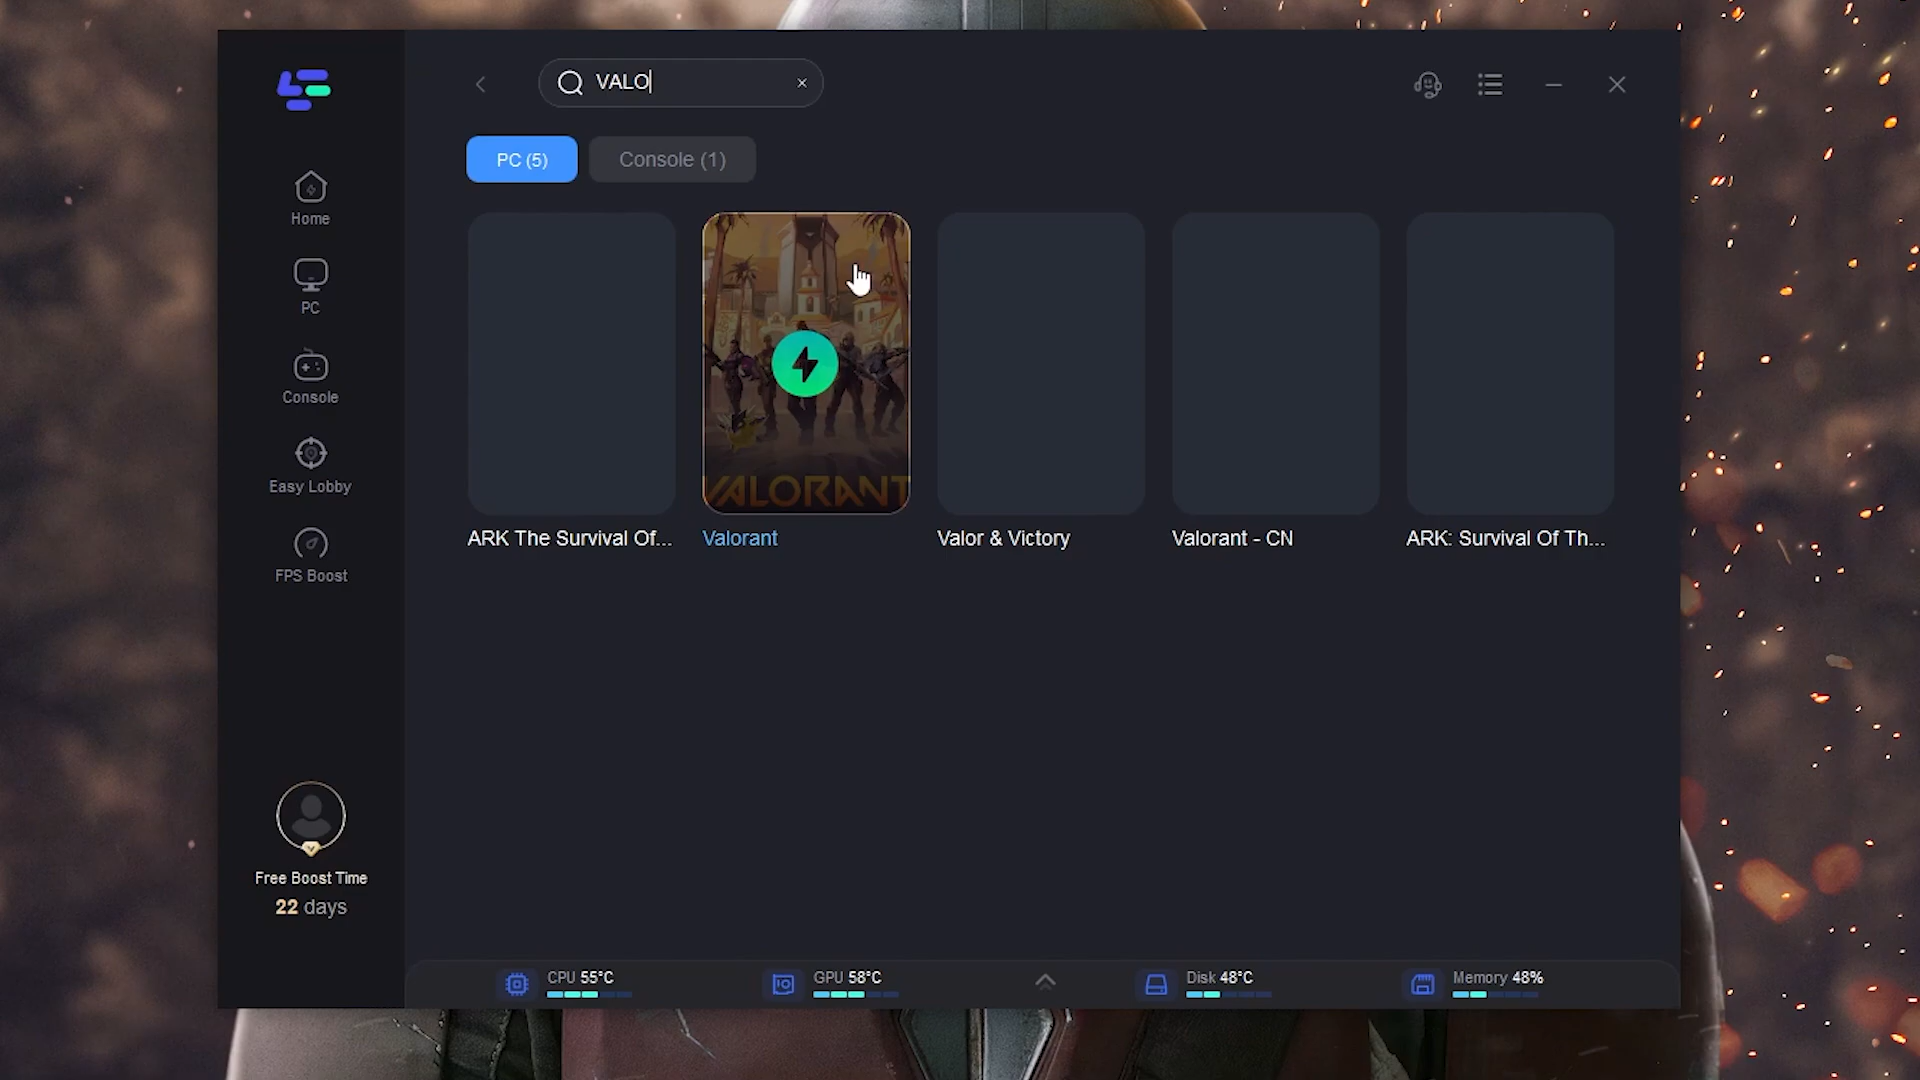 VALO
PC (5)
Console (1)
Home
PC
Console
Easy Lobby
FPS Boost
VALORANT
ARK The Survival Of...
Valorant
Valor & Victory
Valorant - CN
ARK: Survival Of Th...
Free Boost Time
22 days
CPU 55°C
GPU 58°C
Disk 48°C
Memory 48%